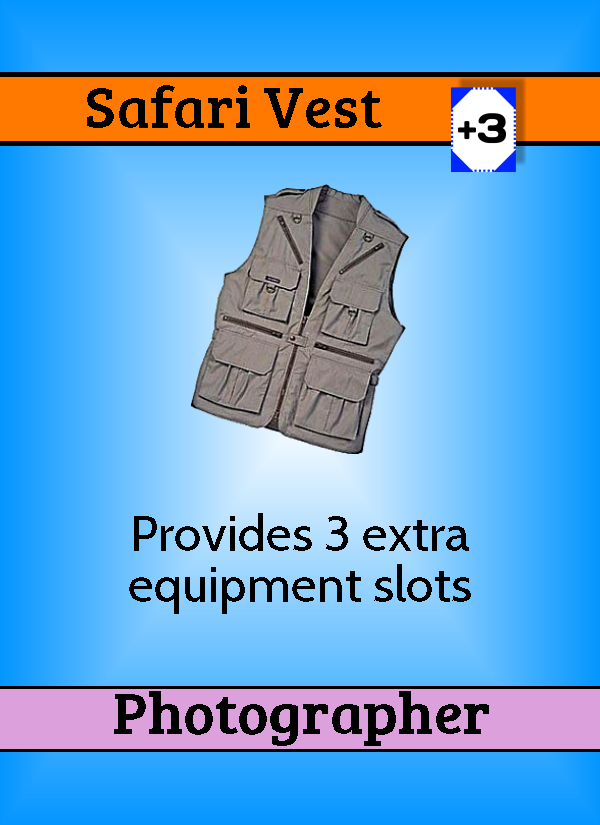 Safari Vest
+3
Provides 3 extra
equipment slots
Photographer